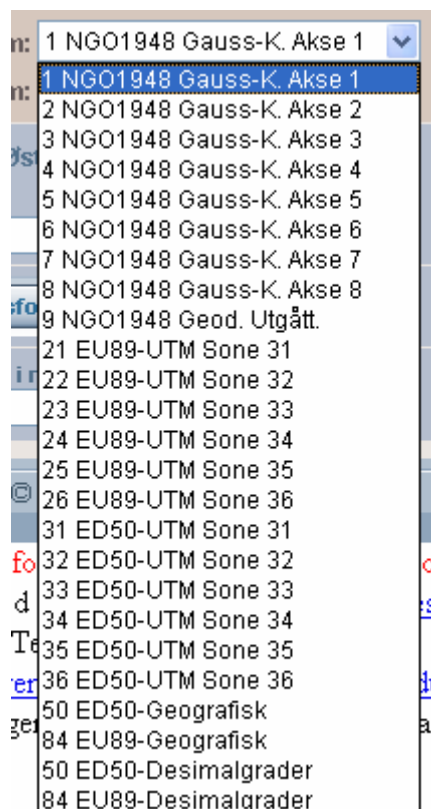 m: 1 NGO1948 Gauss-K. Akse 1
m:
1 NGO1948 Gauss-K. Akse 1
2 NGO1948 Gauss-K. Akse 2
3 NGO1948 Gauss-K. Akse 3
4 NGO1948 Gauss-K. Akse 4
5 NGO1948 Gauss-K. Akse 5
6 NGO1948 Gauss-K. Akse 6
7 NGO1948 Gauss-K. Akse 7
8 NGO1948 Gauss-K. Akse 8
9 NGO1948 Geod. Utgått.
21 EU89-UTM Sone 31
22 EU89-UTM Sone 32
23 EU89-UTM Sone 33
24 EU89-UTM Sone 34
25 EU89-UTM Sone 35
26 EU89-UTM Sone 36
©
31 ED50-UTM Sone 31
fo 32 ED50-UTM Sone 32
d 33 ED50-UTM Sone 33
34 ED50-UTM Sone 34
Te 35 ED50-UTM Sone 35
er 36 ED50-UTM Sone 36
ger 50 ED50-Geografisk
84 EU89-Geografisk
50 ED50-Desimalgrader
84 EU89-Desimalgrader